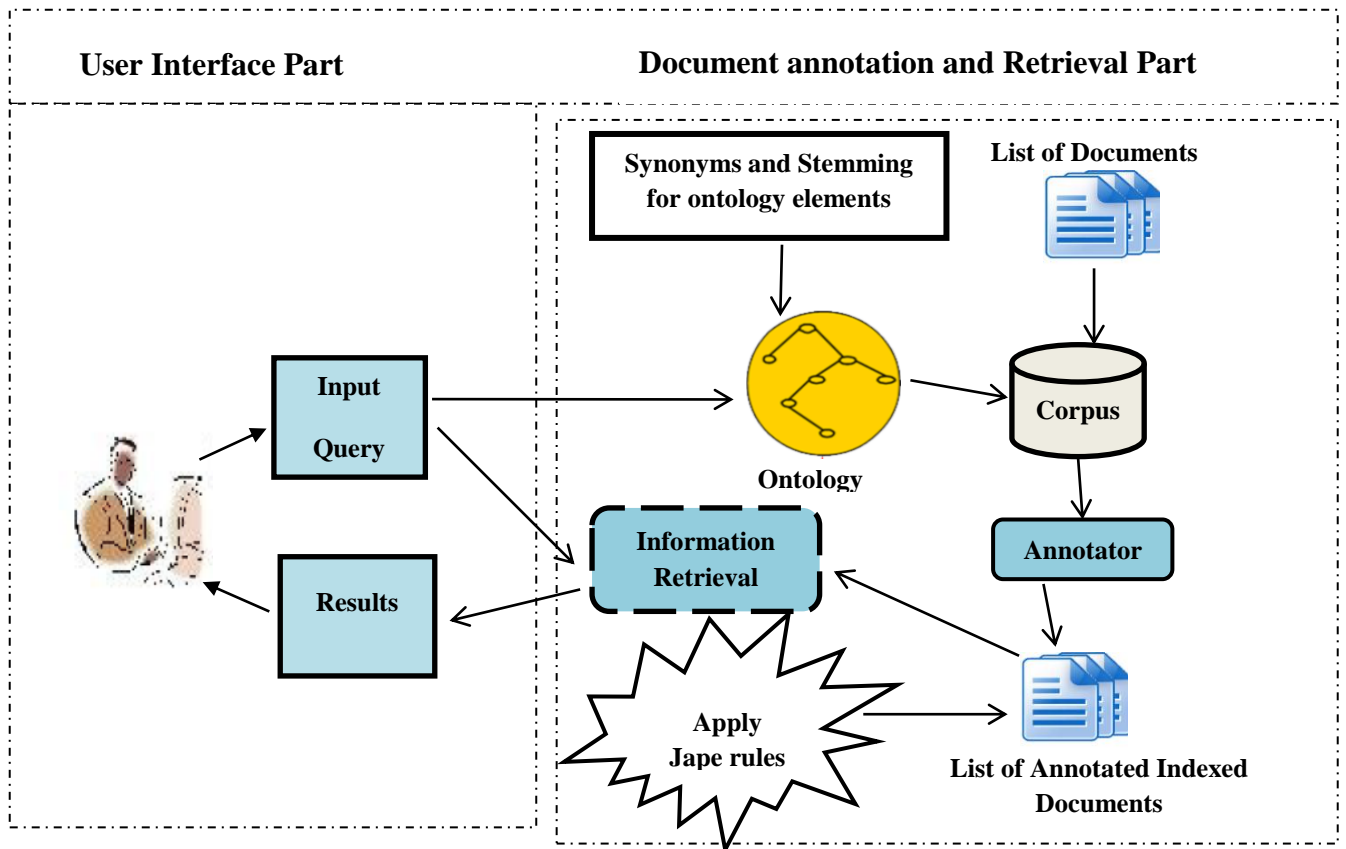 User Interface Part
Document annotation and Retrieval Part
Synonyms and Stemming
for ontology elements
List of Documents
Input
Query
Corpus
Ontology
Information
Retrieval
Annotator
Results
Apply
Jape rules
List of Annotated Indexed
Documents